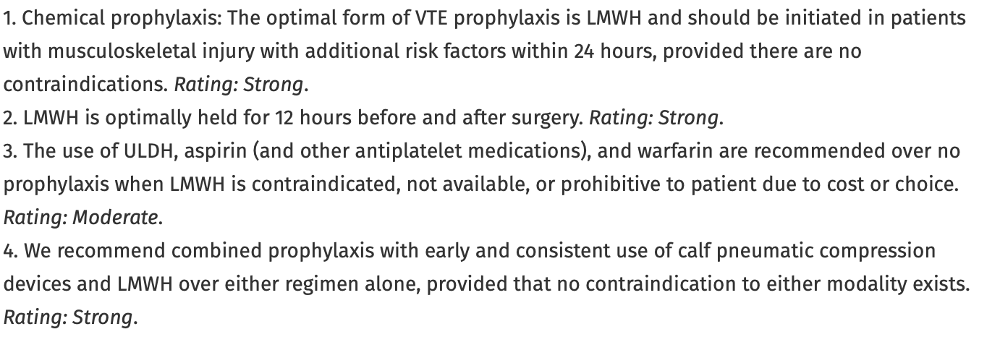 1. Chemical prophylaxis: The optimal form of VTE prophylaxis is LMWH and should be initiated in patients
with musculoskeletal injury with additional risk factors within 24 hours, provided there are no
contraindications. Rating: Strong.
2. LMWH is optimally held for 12 hours before and after surgery. Rating: Strong.
3. The use of ULDH, aspirin (and other antiplatelet medications), and warfarin are recommended over no
prophylaxis when LMWH is contraindicated, not available, or prohibitive to patient due to cost or choice.
Rating: Moderate.
4. We recommend combined prophylaxis with early and consistent use of calf pneumatic compression
devices and LMWH over either regimen alone, provided that no contraindication to either modality exists.
Rating: Strong.